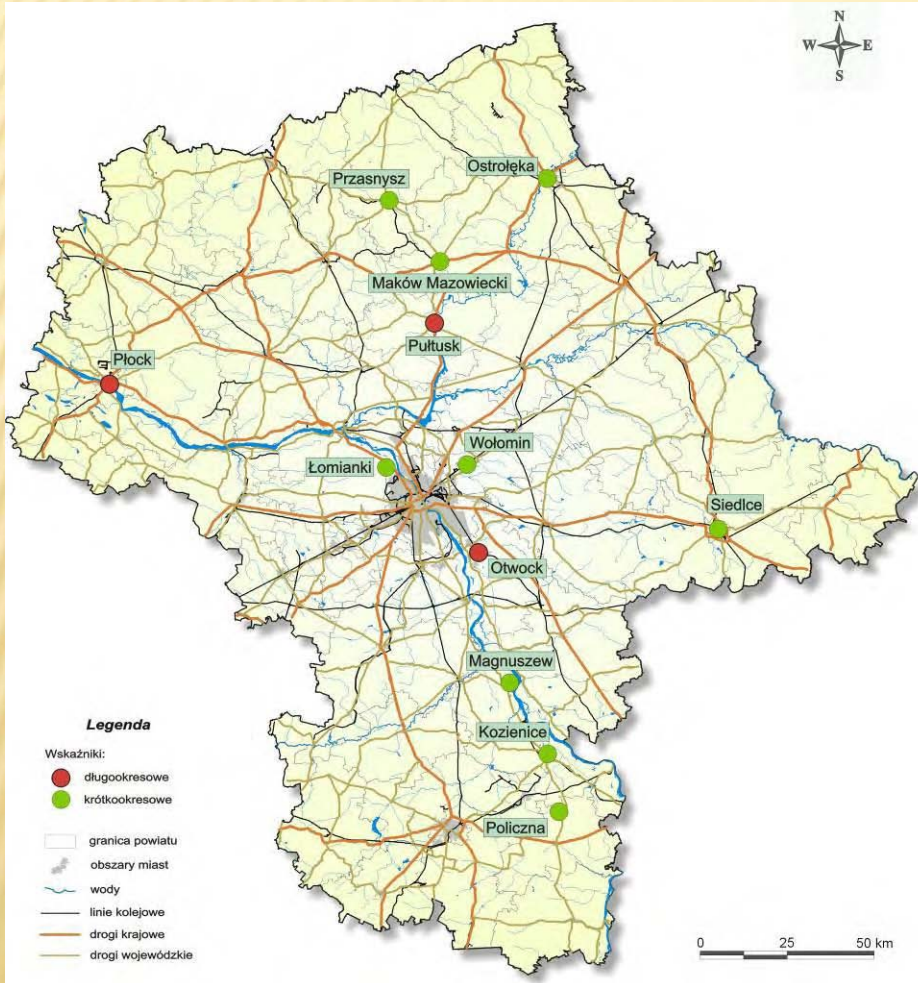 N
W E
S
Ostrołęka
Przasnysz
Maków Mazowiecki
Pułtusk
Płock
Wołomin
Łomianki
Siedlce
Otwock
Magnuszew
Kozienice
Policzna
Legenda
Wskaźniki:
długookresowe
krótkookresowe
granica powiatu
obszary miast
wody
linie kolejowe
drogi krajowe
drogi wojewódzkie
0 25 50 km